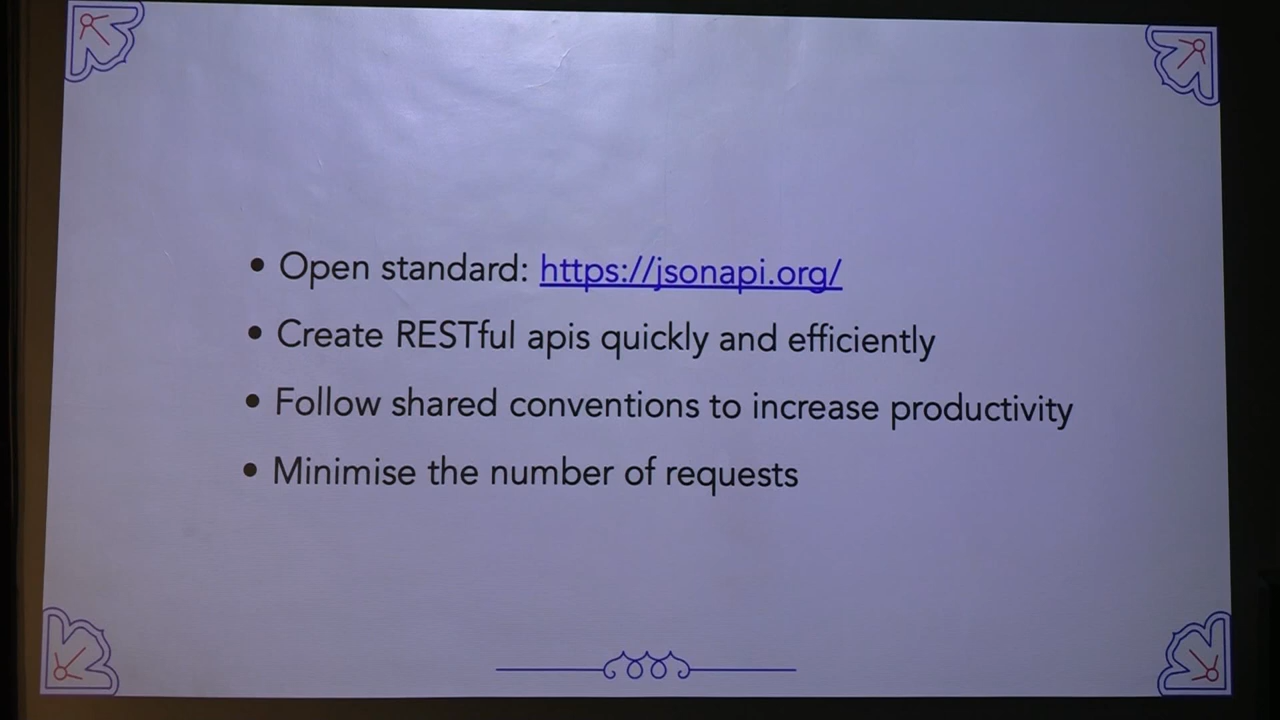 • Open standard: https://jsonapi.org/
• Create RESTful apis quickly and efficiently
• Follow shared conventions to increase productivity
• Minimise the number of requests